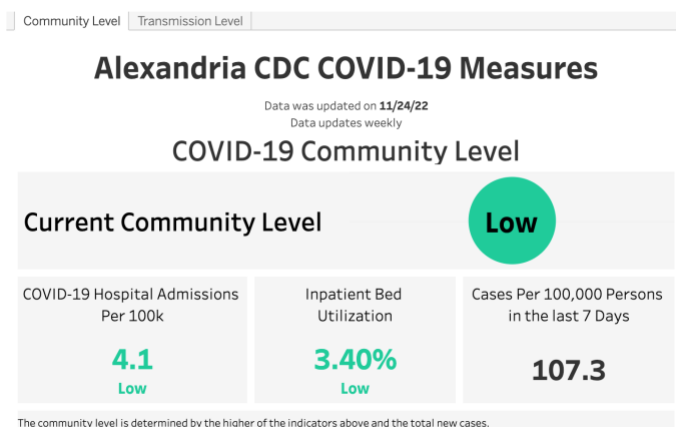 Community Level Transmission Level
Alexandria CDC COVID-19 Measures
Data was updated on 11/24/22
Data updates weekly
COVID-19 Community Level
Current Community Level Low
COVID-19 Hospital Admissions
Per 100k
4.1
Low
Inpatient Bed
Utilization
3.40%
Low
Cases Per 100,000 Persons
in the last 7 Days
107.3
The community level is determined by the higher of the indicators above and the total new cases.